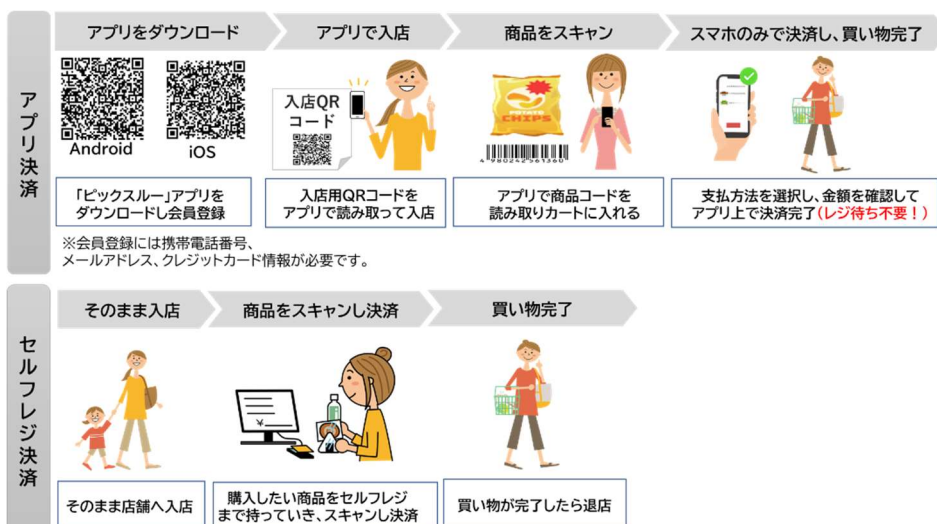 アプリ決済
アプリをダウンロード
アプリで入店
商品をスキャン
スマホのみで決済し、買い物完了
Android
iOS
入店QR
コード
POTATO
CHIPS
4 980242 561360
「ピックスルー」アプリを
ダウンロードし会員登録
入店用QRコードを
アプリで読み取って入店
アプリで商品コードを
読み取りカートに入れる
支払方法を選択し、金額を確認して
アプリ上で決済完了(レジ待ち不要！)
※会員登録には携帯電話番号、
メールアドレス、クレジットカード情報が必要です。
セルフレジ決済
そのまま入店
商品をスキャンし決済
買い物完了
¥
そのまま店舗へ入店
購入したい商品をセルフレジ
まで持っていき、スキャンし決済
買い物が完了したら退店